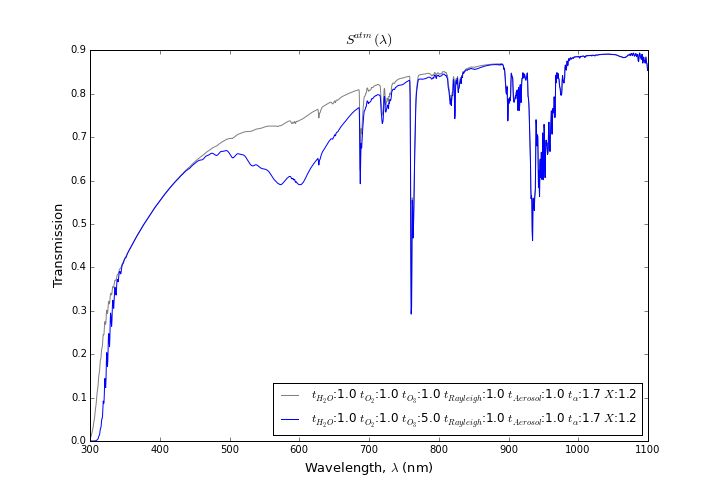 S^{atm}(λ)
0.9
0.8
0.7
0.6
0.5
0.4
0.3
0.2
0.1
0.0
Transmission
t_{H_2O}:1.0 t_{O_2}:1.0 t_{O_3}:1.0 t_{Rayleigh}:1.0 t_{Aerosol}:1.0 t_α:1.7 X:1.2
t_{H_2O}:1.0 t_{O_2}:1.0 t_{O_3}:5.0 t_{Rayleigh}:1.0 t_{Aerosol}:1.0 t_α:1.7 X:1.2
300 400 500 600 700 800 900 1000 1100
Wavelength, λ (nm)